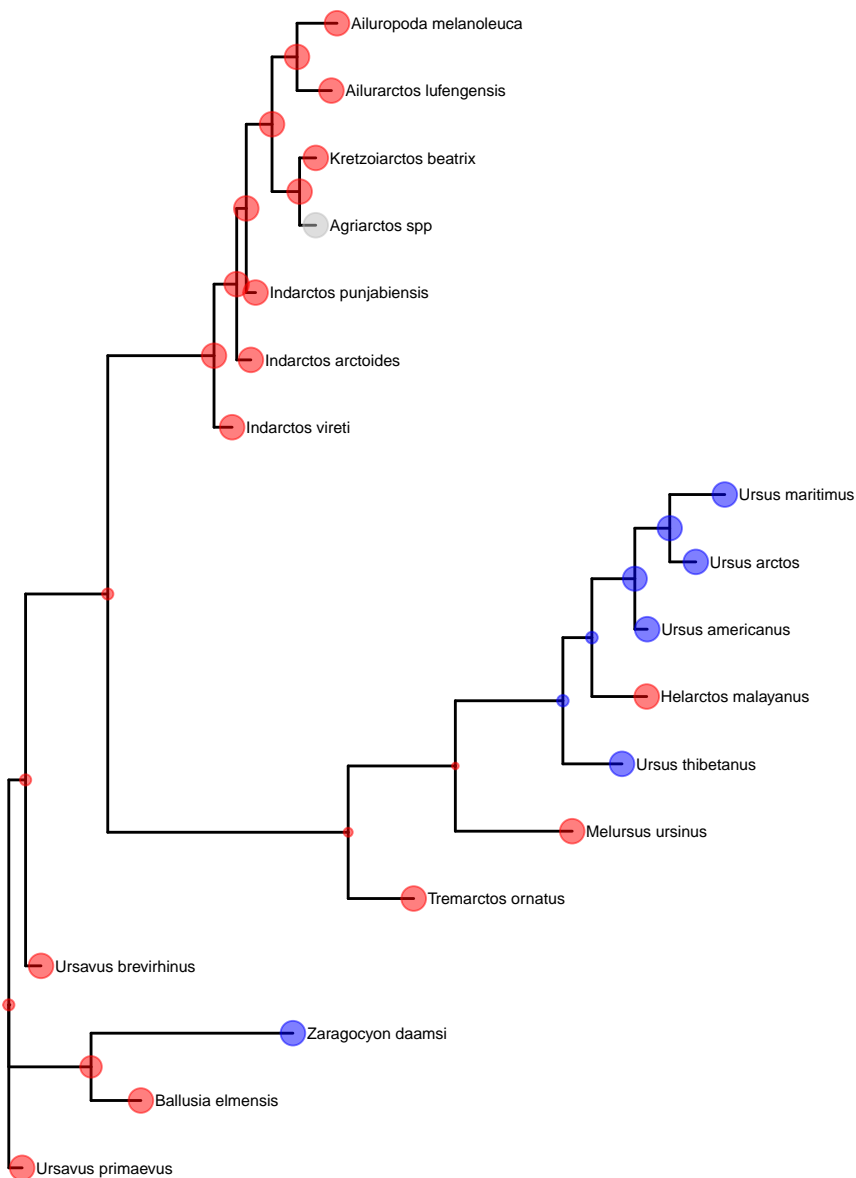 Ailuropoda melanoleuca
Ailurarctos lufengensis
Kretzoiarctos beatrix
Agriarctos spp
Indarctos punjabiensis
Indarctos arctoides
Indarctos vireti
Ursus maritimus
Ursus arctos
Ursus americanus
Helarctos malayanus
Ursus thibetanus
Melursus ursinus
Tremarctos ornatus
Ursavus brevirhinus
Zaragocyon daamsi
Ballusia elmensis
Ursavus primaevus